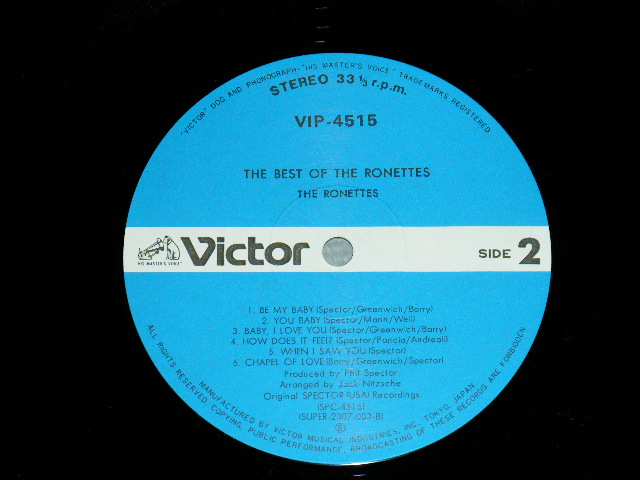 "VICTOR" DOG AND PHONOGRAPH·"HIS MASTER'S VOICE" TRADEMARKS REGISTERED
STEREO 33 1/3 r.p.m.
VIP-4515
THE BEST OF THE RONETTES
THE RONETTES
HIS MASTER'S VOICE
Victor
SIDE 2
1. BE MY BABY (Spector/Greenwich/Barry)
2. YOU BABY (Spector/Mann/Weil)
3. BABY, I LOVE YOU (Spector/Greenwich/Barry)
4. HOW DOES IT FEEL? (Spector/Poncia/Andreoli)
5. WHEN I SAW YOU (Spector)
6. CHAPEL OF LOVE (Barry/Greenwich/Spector)
Produced by Phil Spector
Arranged by Jack Nitzsche
Original SPECTOR (USA) Recordings
(SPC-4515)
(SUPER 2307 003-B)
Ⓟ
MANUFACTURED BY VICTOR MUSICAL INDUSTRIES, INC. TOKYO, JAPAN
ALL RIGHTS RESERVED. COPYING, PUBLIC PERFORMANCE, BROADCASTING OF THESE RECORDS ARE FORBIDDEN